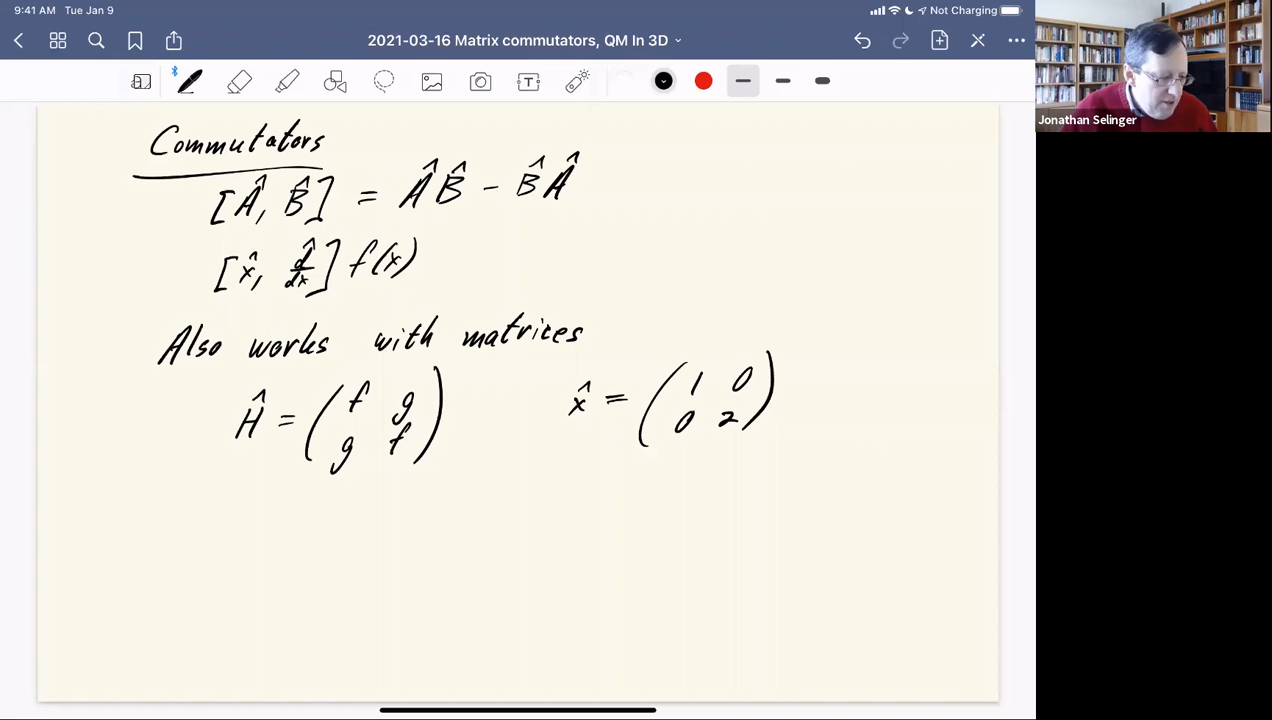 9:41 AM Tue Jan 9
Not Charging
2021-03-16 Matrix commutators, QM In 3D
T
Jonathan Selinger
Commutators
[Â, B̂] = ÂB̂ - B̂Â
[x̂, d̂/dx] f(x)
Also works with matrices
Ĥ = ( f g ; g f )   x̂ = ( 1 0 ; 0 2 )